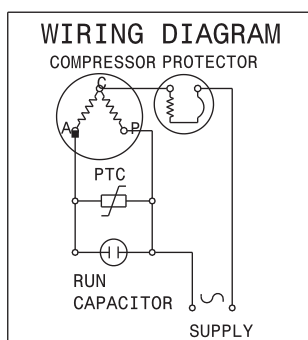 WIRING DIAGRAM
COMPRESSOR PROTECTOR
C
A P
PTC
RUN
CAPACITOR
SUPPLY